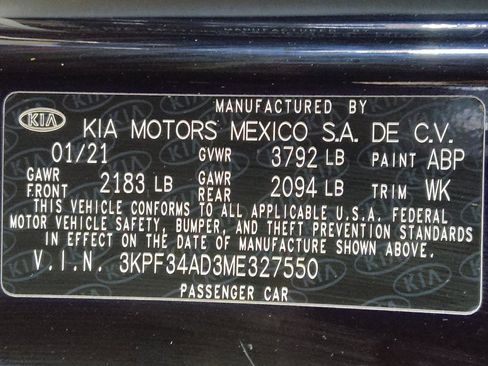 MANUFACTURED BY
KIA KIA MOTORS MEXICO S.A. DE C.V.
01/21 GVWR 3792 LB PAINT ABP
GAWR FRONT 2183 LB GAWR REAR 2094 LB TRIM WK
THIS VEHICLE CONFORMS TO ALL APPLICABLE U.S.A. FEDERAL
MOTOR VEHICLE SAFETY, BUMPER, AND THEFT PREVENTION STANDARDS
IN EFFECT ON THE DATE OF MANUFACTURE SHOWN ABOVE.
V.I.N. 3KPF34AD3ME327550
PASSENGER CAR